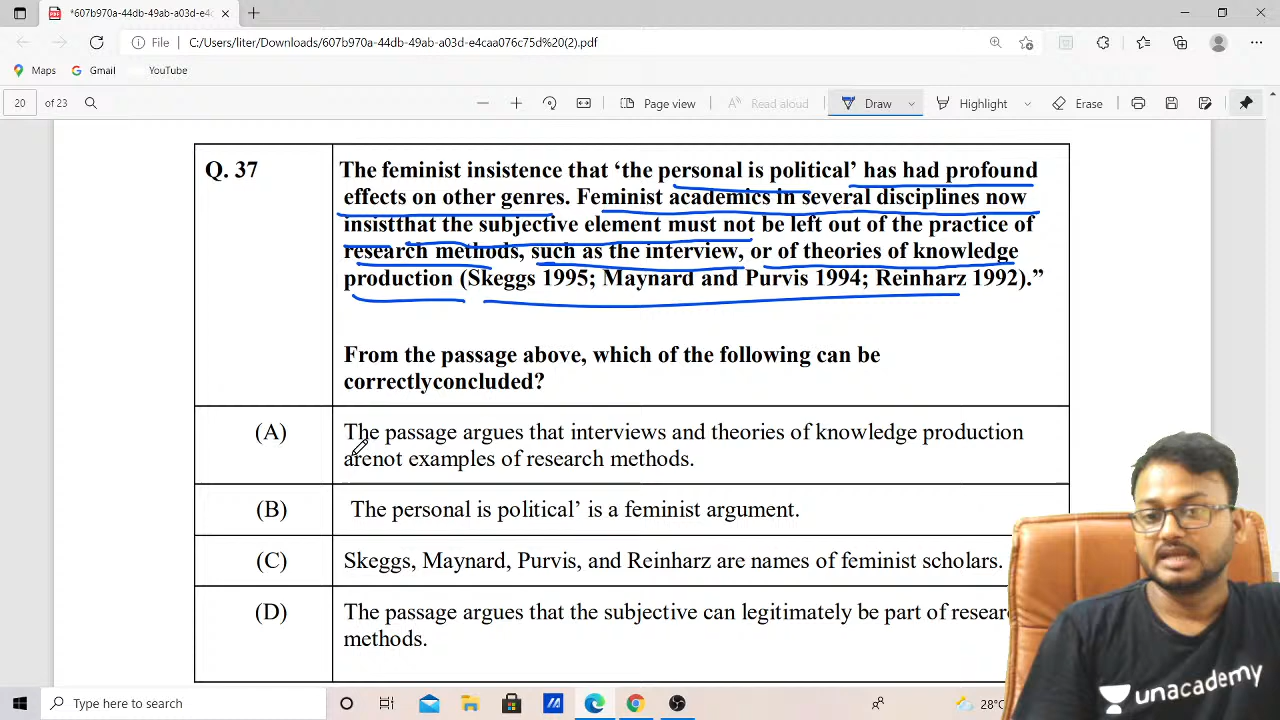 *607b970a-44db-49ab-a03d-e4c
File
C:/Users/liter/Downloads/607b970a-44db-49ab-a03d-e4caa076c75d%20(2).pdf
Maps
Gmail
YouTube
20
of 23
Page view
Read aloud
Draw
Highlight
Erase
Q. 37
The feminist insistence that ‘the personal is political’ has had profound
effects on other genres. Feminist academics in several disciplines now
insistthat the subjective element must not be left out of the practice of
research methods, such as the interview, or of theories of knowledge
production (Skeggs 1995; Maynard and Purvis 1994; Reinharz 1992).”
From the passage above, which of the following can be
correctlyconcluded?
(A)
The passage argues that interviews and theories of knowledge production
arenot examples of research methods.
(B)
The personal is political’ is a feminist argument.
(C)
Skeggs, Maynard, Purvis, and Reinharz are names of feminist scholars.
(D)
The passage argues that the subjective can legitimately be part of resear
methods.
unacademy
Type here to search
28°C